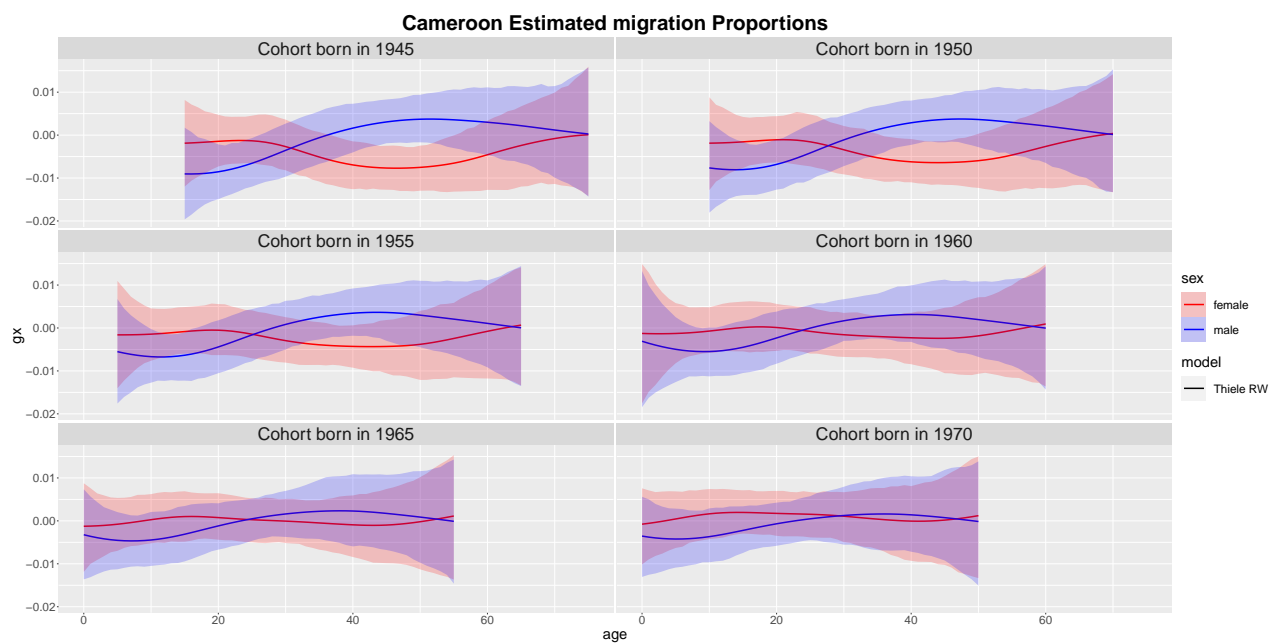 Cameroon Estimated migration Proportions
Cohort born in 1945
Cohort born in 1950
0.01
0.00
−0.01
−0.02
Cohort born in 1955
Cohort born in 1960
0.01
0.00
−0.01
−0.02
Cohort born in 1965
Cohort born in 1970
0.01
0.00
−0.01
−0.02
0 20 40 60 0 20 40 60
age
gx
sex
female
male
model
Thiele RW